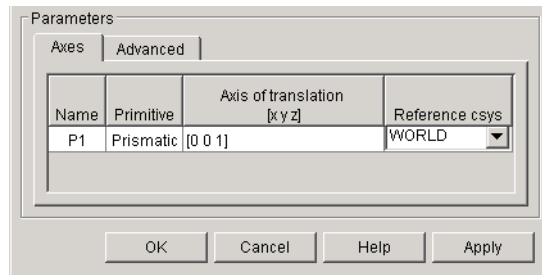 Parameters
Axes Advanced
Name Primitive Axis of translation [x y z] Reference csys
P1 Prismatic [0 0 1] WORLD
OK Cancel Help Apply